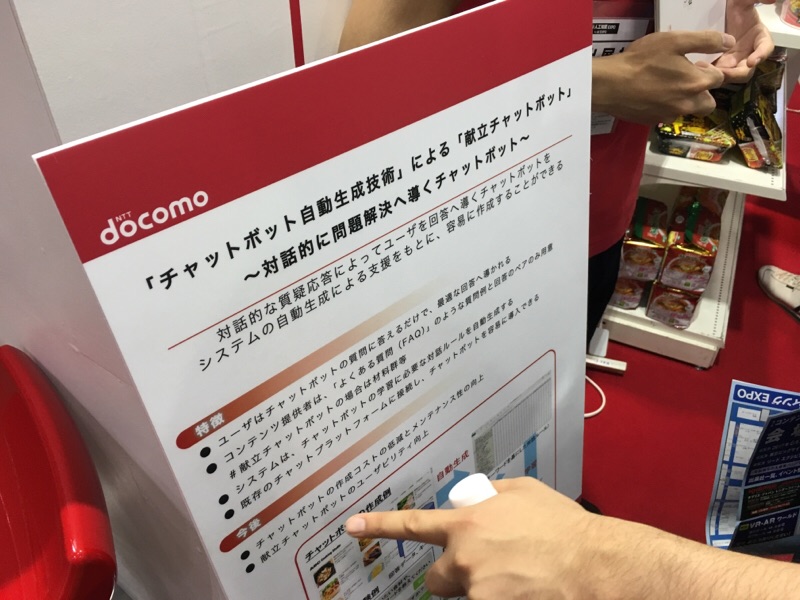 NTT
docomo
「チャットボット自動生成技術」による「献立チャットボット」
〜対話的に問題解決へ導くチャットボット〜
対話的な質疑応答によってユーザを回答へ導くチャットボットを
システムの自動生成による支援をもとに、容易に作成することができる
特徴
● ユーザはチャットボットの質問に答えるだけで、最適な回答へ導かれる
● コンテンツ提供者は、「よくある質問（FAQ）」のような質問例と回答のペアのみ用意
＃献立チャットボットの場合は材料群等
● システムは、チャットボットの学習に必要な対話ルールを自動生成する
● 既存のチャットプラットフォームに接続し、チャットボットを容易に導入できる
今後
● チャットボットの作成コストの低減とメンテナンス性の向上
● 献立チャットボットのユーザビリティ向上
作成例
自動生成
ィング EXPO
VR・AR ワールド